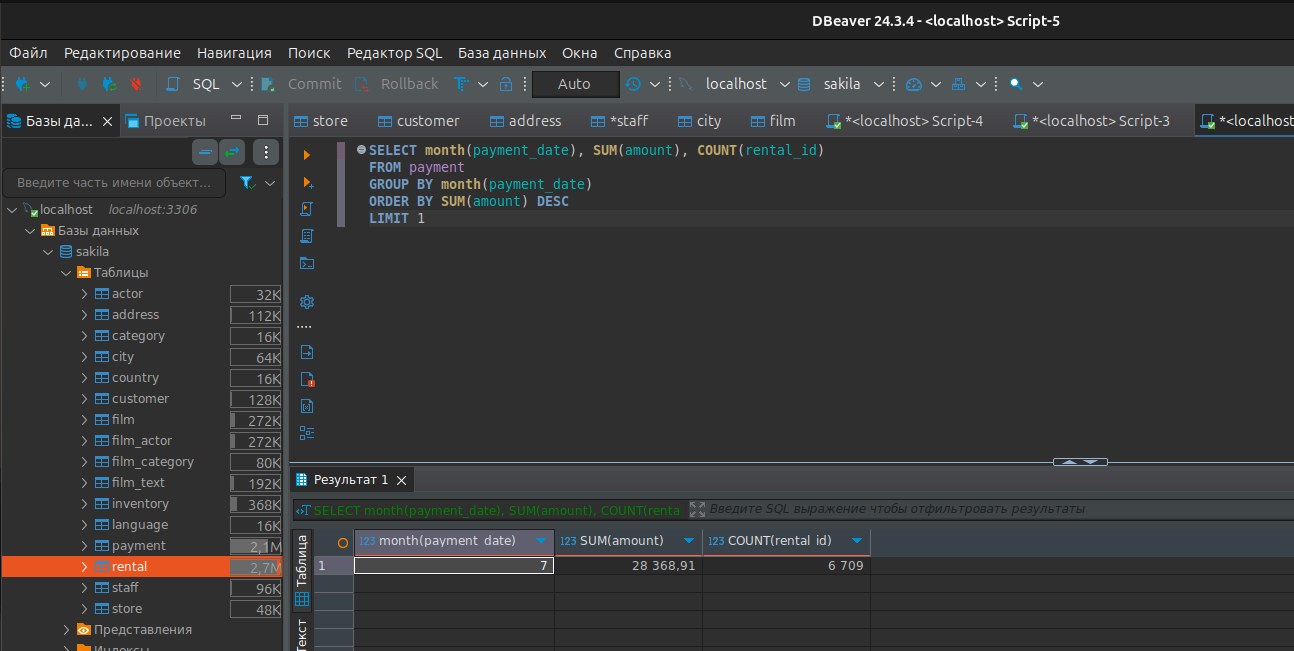 DBeaver 24.3.4 - <localhost> Script-5
Файл Редактирование Навигация Поиск Редактор SQL База данных Окна Справка
SQL Commit Rollback Auto localhost sakila
Базы да... Проекты
store customer address *staff city film *<localhost> Script-4 *<localhost> Script-3 *<localhost
Введите часть имени объект...
localhost localhost:3306
Базы данных
sakila
Таблицы
actor 32K
address 112K
category 16K
city 64K
country 16K
customer 128K
film 272K
film_actor 272K
film_category 80K
film_text 192K
inventory 368K
language 16K
payment 2,1M
rental 2,7M
staff 96K
store 48K
Представления
Индексы
SELECT month(payment_date), SUM(amount), COUNT(rental_id)
FROM payment
GROUP BY month(payment_date)
ORDER BY SUM(amount) DESC
LIMIT 1
Результат 1
SELECT month(payment_date), SUM(amount), COUNT(renta
Введите SQL выражение чтобы отфильтровать результаты
Таблица
Текст
123 month(payment_date) 123 SUM(amount) 123 COUNT(rental_id)
1 7 28 368,91 6 709